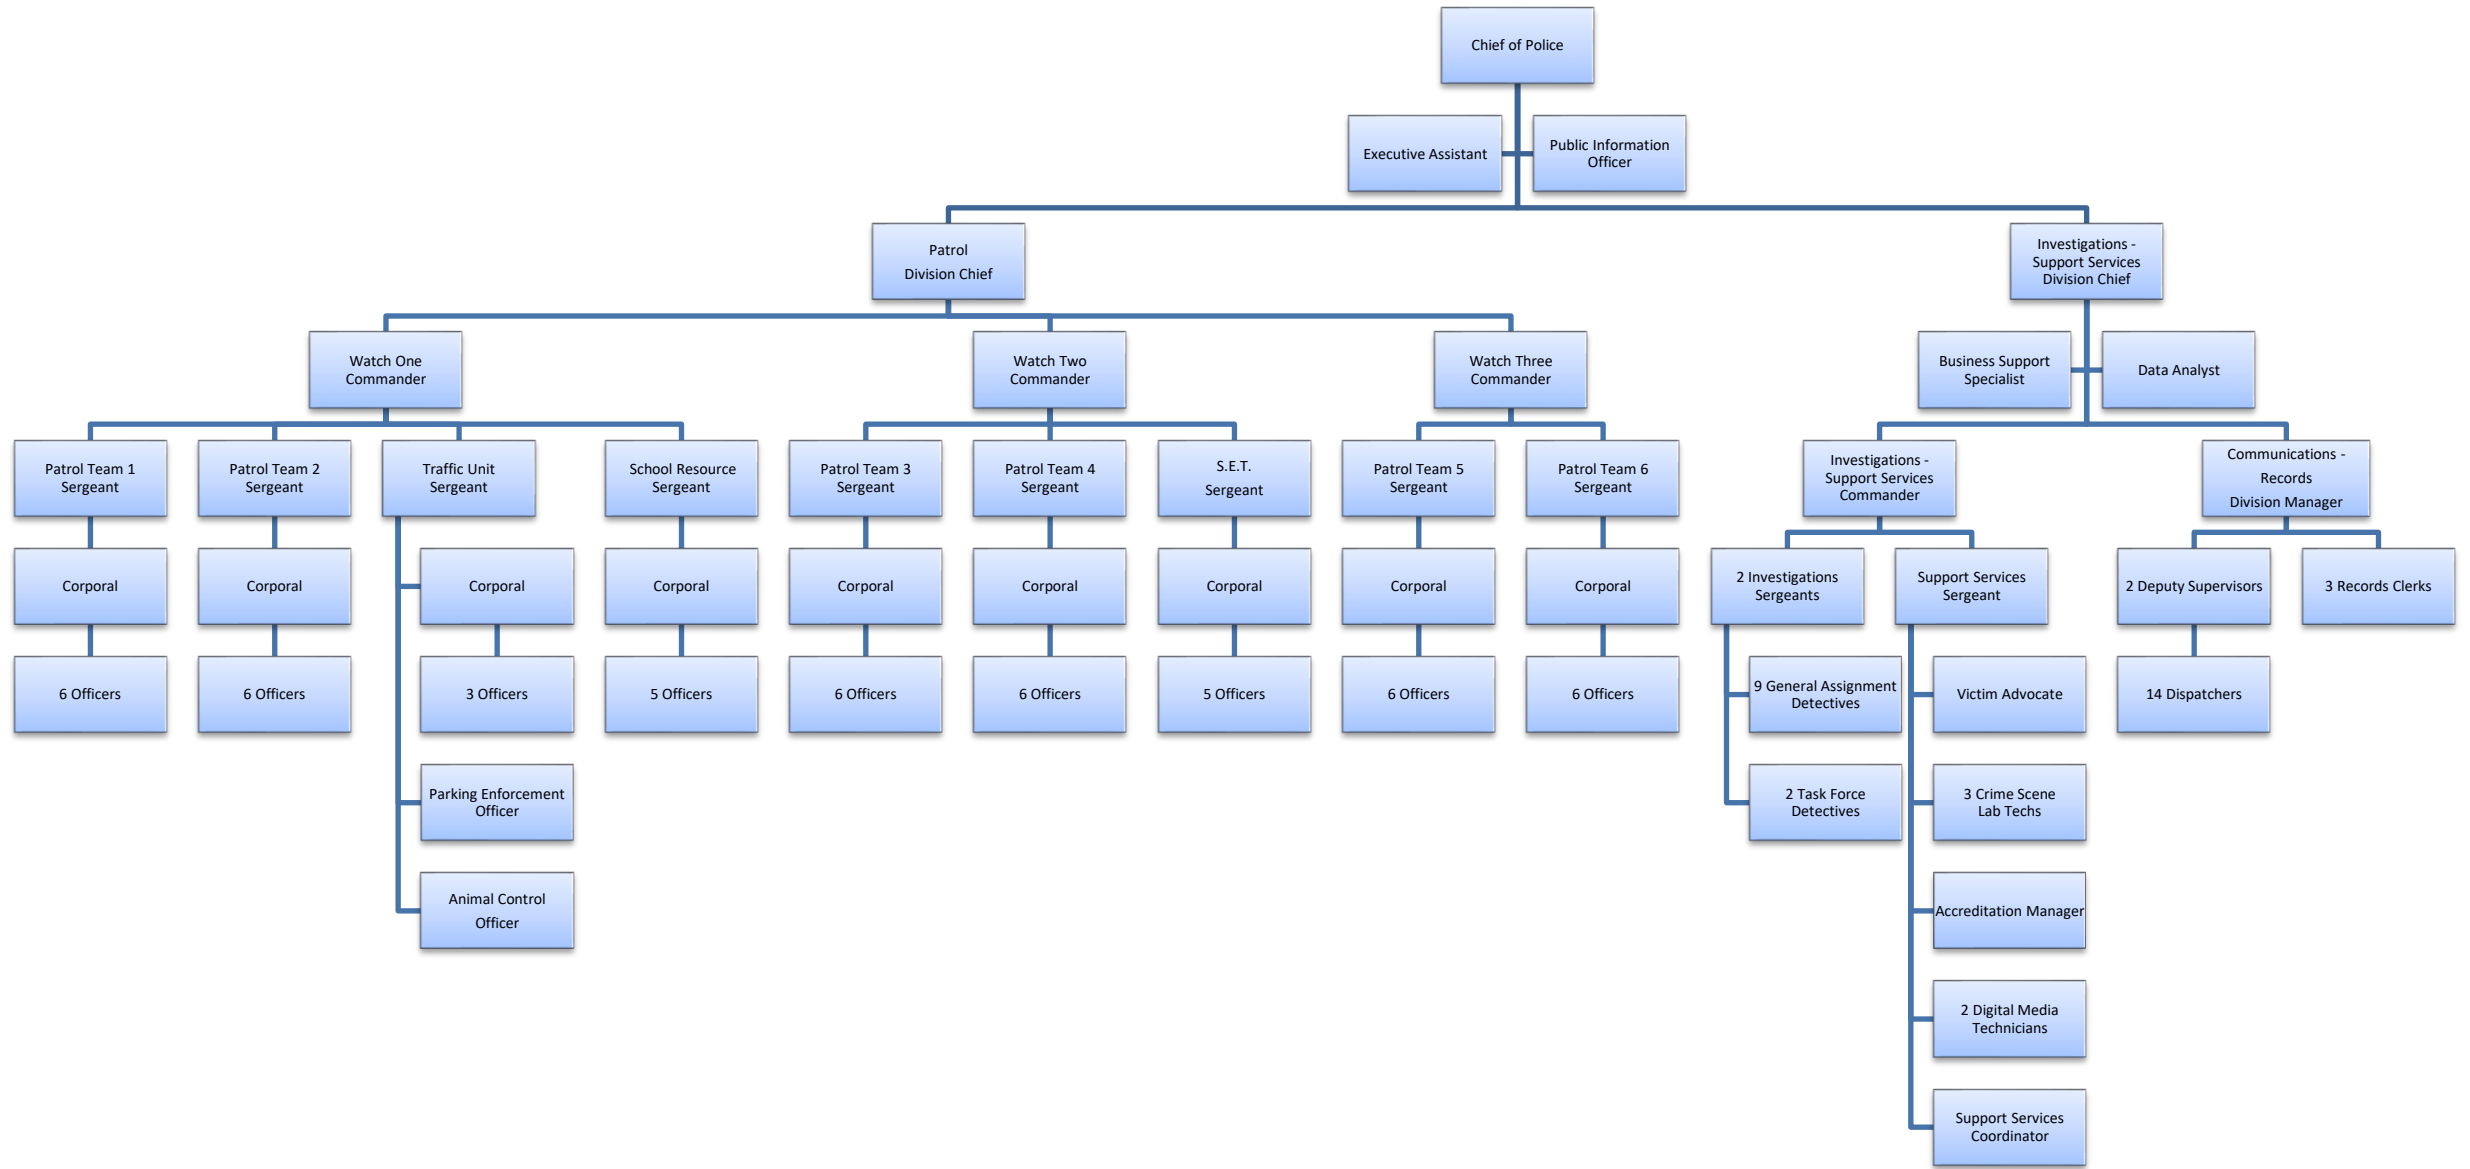 Chief of Police
Executive Assistant
Public Information
Officer
Patrol
Division Chief
Investigations -
Support Services
Division Chief
Watch One
Commander
Watch Two
Commander
Watch Three
Commander
Business Support
Specialist
Data Analyst
Patrol Team 1
Sergeant
Patrol Team 2
Sergeant
Traffic Unit
Sergeant
School Resource
Sergeant
Patrol Team 3
Sergeant
Patrol Team 4
Sergeant
S.E.T.
Sergeant
Patrol Team 5
Sergeant
Patrol Team 6
Sergeant
Investigations -
Support Services
Commander
Communications -
Records
Division Manager
Corporal
Corporal
Corporal
Corporal
Corporal
Corporal
Corporal
Corporal
Corporal
2 Investigations
Sergeants
Support Services
Sergeant
2 Deputy Supervisors
3 Records Clerks
6 Officers
6 Officers
3 Officers
5 Officers
6 Officers
6 Officers
5 Officers
6 Officers
6 Officers
9 General Assignment
Detectives
Victim Advocate
14 Dispatchers
Parking Enforcement
Officer
2 Task Force
Detectives
3 Crime Scene
Lab Techs
Animal Control
Officer
Accreditation Manager
2 Digital Media
Technicians
Support Services
Coordinator